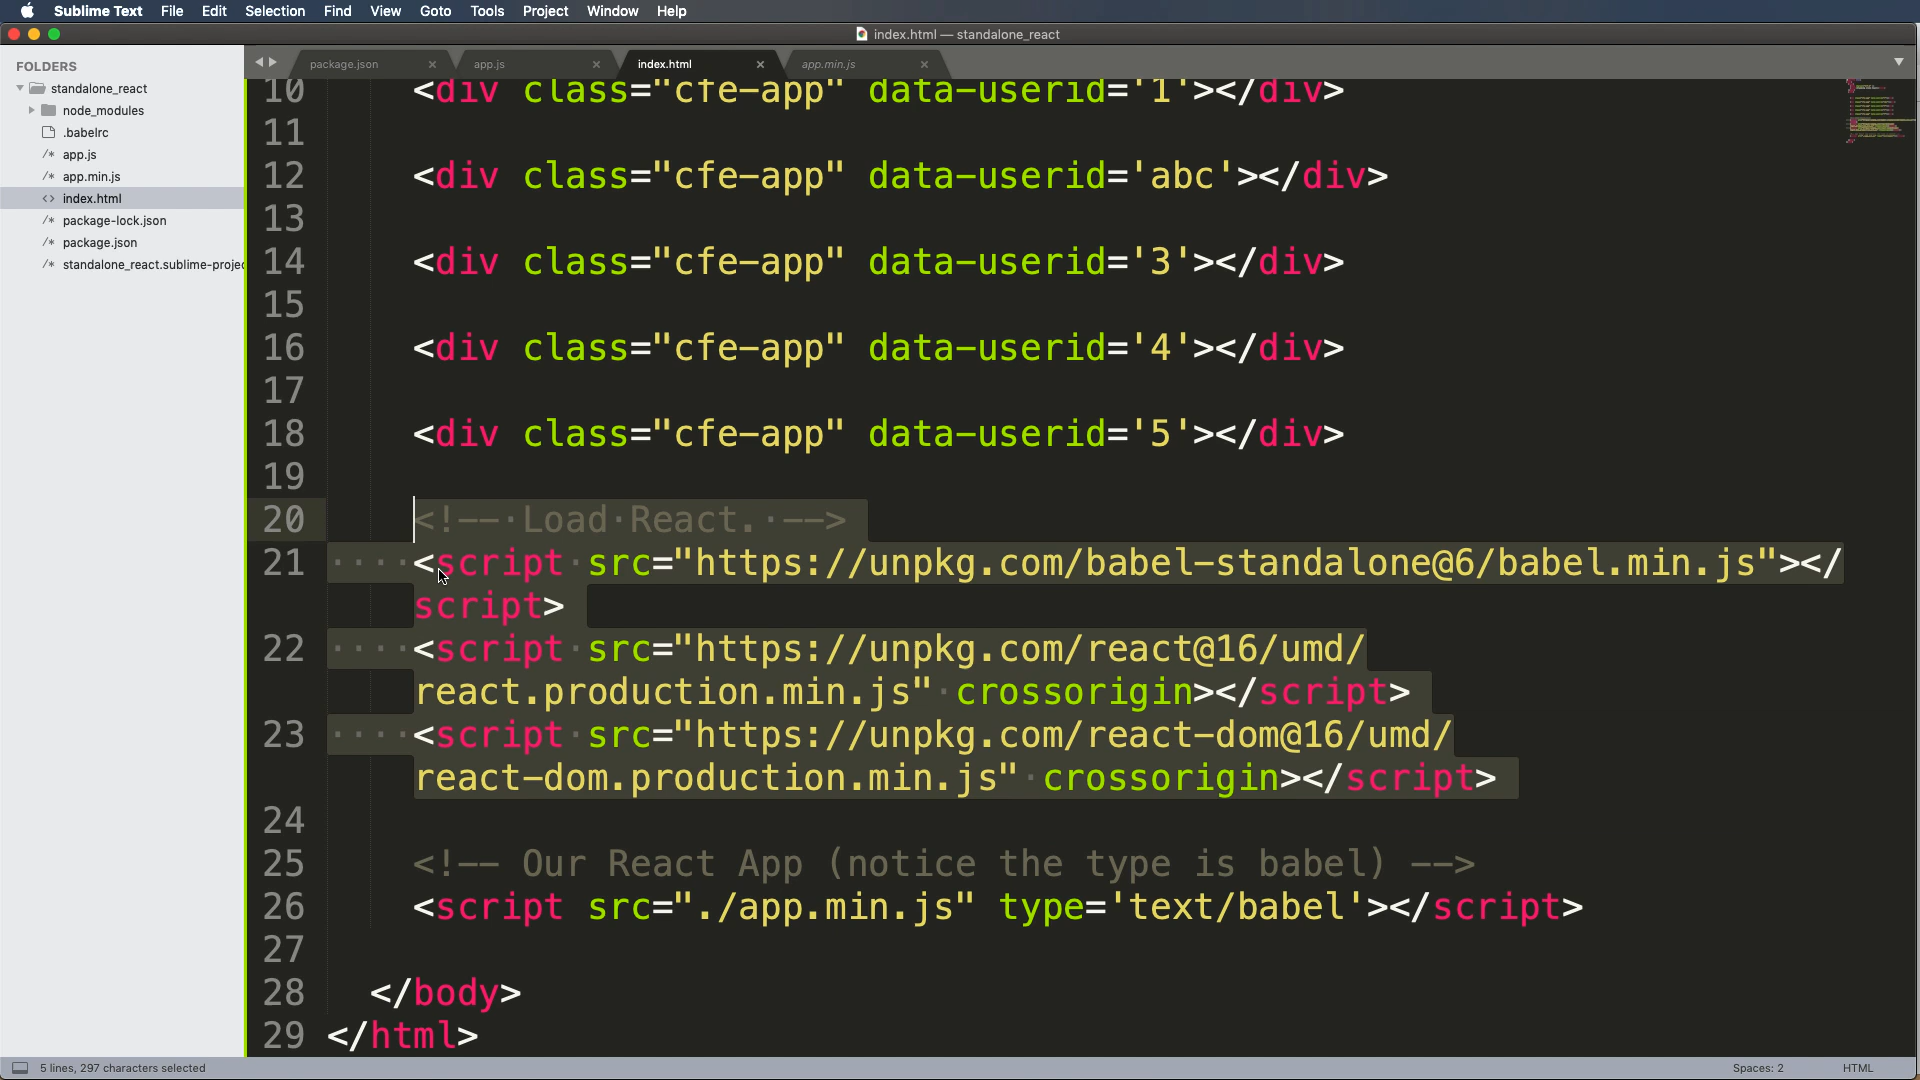 Sublime Text File Edit Selection Find View Goto Tools Project Window Help
index.html — standalone_react
FOLDERS
standalone_react
node_modules
.babelrc
app.js
app.min.js
index.html
package-lock.json
package.json
standalone_react.sublime-projec
package.json × app.js × index.html × app.min.js ×
10 <div class="cfe-app" data-userid='1'></div>
11
12 <div class="cfe-app" data-userid='abc'></div>
13
14 <div class="cfe-app" data-userid='3'></div>
15
16 <div class="cfe-app" data-userid='4'></div>
17
18 <div class="cfe-app" data-userid='5'></div>
19
20 <!-- Load React. -->
21 <script src="https://unpkg.com/babel-standalone@6/babel.min.js"></
script>
22 <script src="https://unpkg.com/react@16/umd/
react.production.min.js" crossorigin></script>
23 <script src="https://unpkg.com/react-dom@16/umd/
react-dom.production.min.js" crossorigin></script>
24
25 <!-- Our React App (notice the type is babel) -->
26 <script src="./app.min.js" type='text/babel'></script>
27
28 </body>
29 </html>
5 lines, 297 characters selected
Spaces: 2 HTML